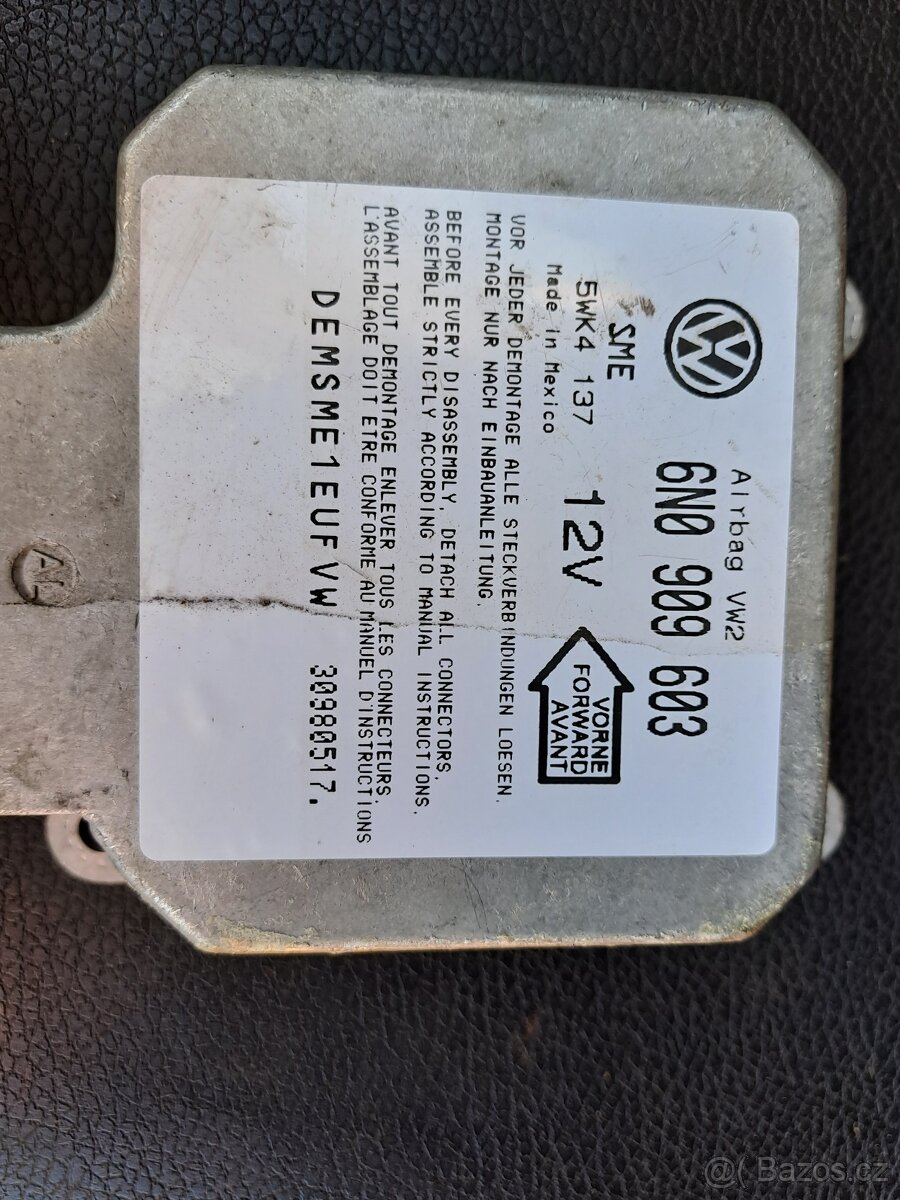 Airbag VW2
6N0 909 603
SME
5WK4 137
12V
Made in Mexico
VORNE
FORWARD
AVANT
VOR JEDER DEMONTAGE ALLE STECKVERBINDUNGEN LOESEN.
MONTAGE NUR NACH EINBAUANLEITUNG.
BEFORE EVERY DISASSEMBLY, DETACH ALL CONNECTORS.
ASSEMBLE STRICTLY ACCORDING TO MANUAL INSTRUCTIONS.
AVANT TOUT DEMONTAGE ENLEVER TOUS LES CONNECTEURS.
L'ASSEMBLAGE DOIT ETRE CONFORME AU MANUEL D'INSTRUCTIONS
DEMSME1EUFVW 30980517.
AL
@( Bazos.cz